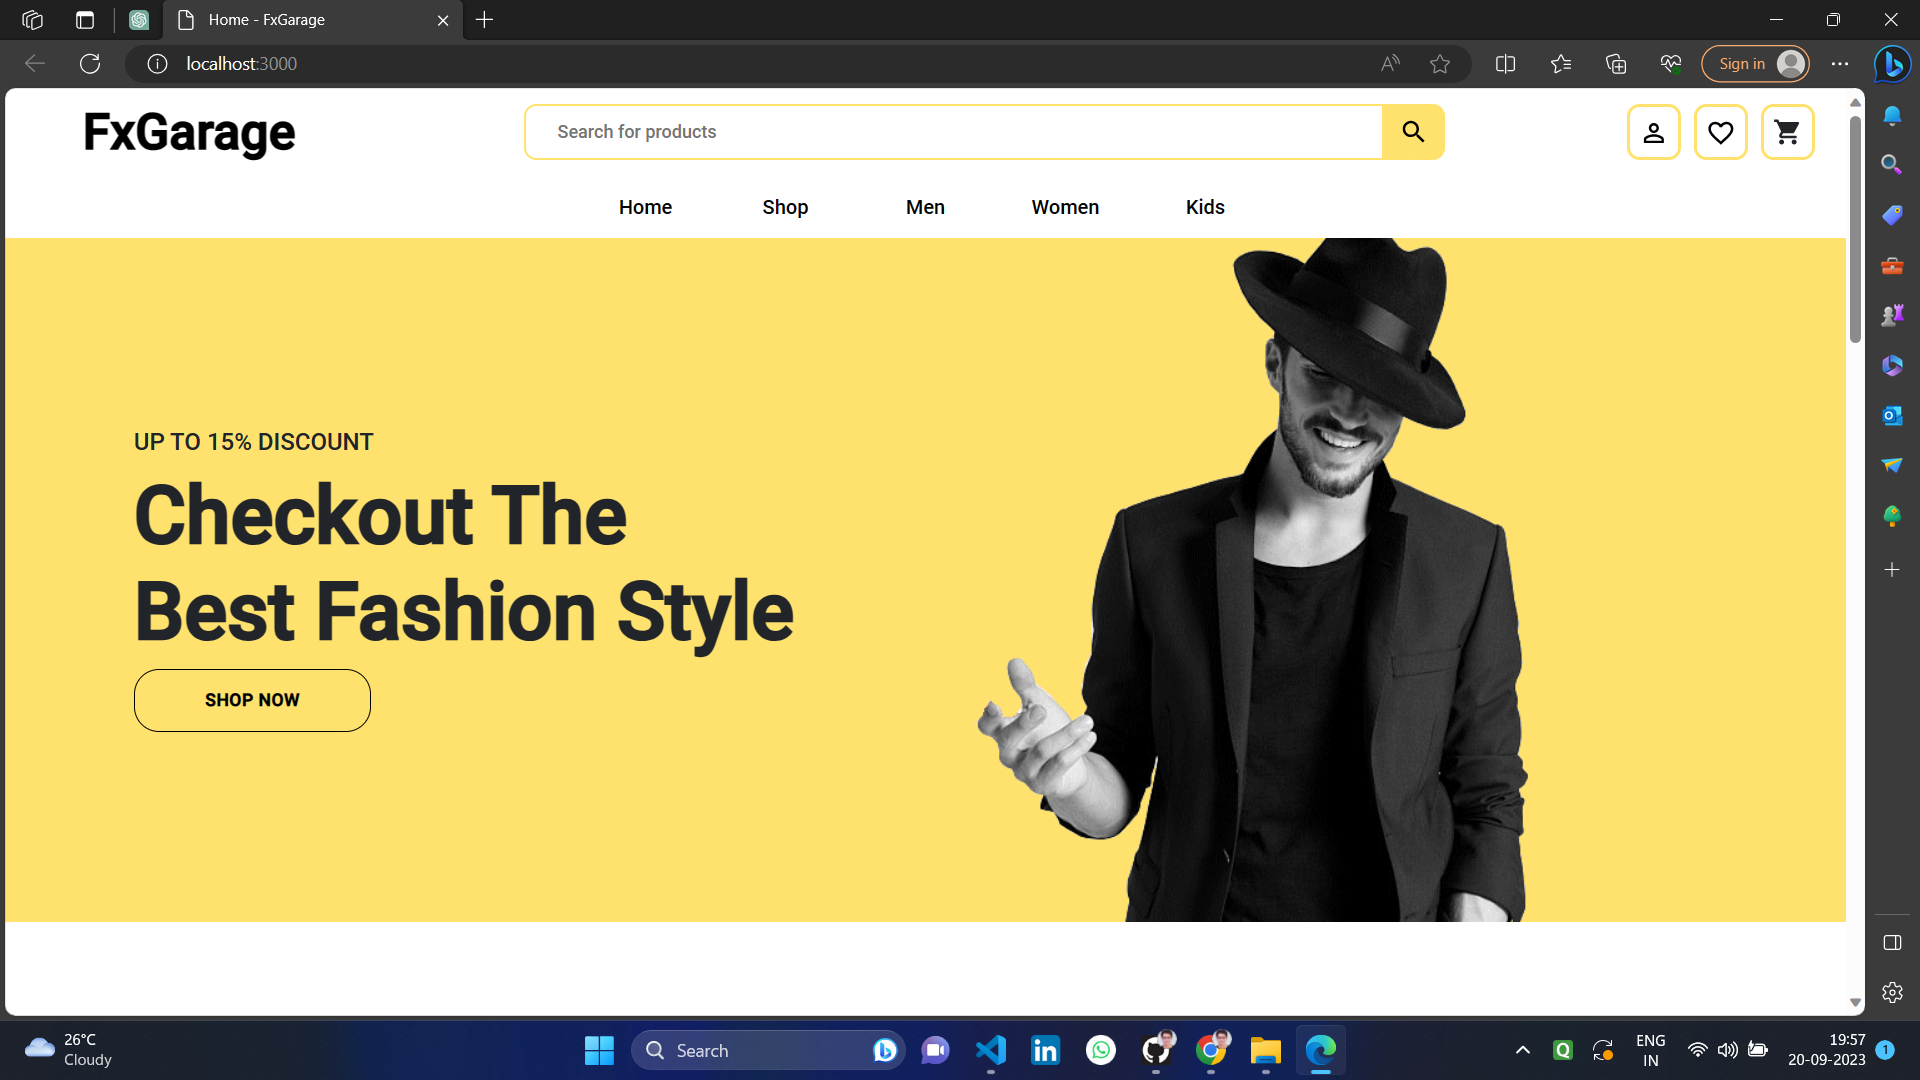 Home - FxGarage
localhost:3000
Sign in
FxGarage
Search for products
Home Shop Men Women Kids
UP TO 15% DISCOUNT
Checkout The
Best Fashion Style
SHOP NOW
26°C
Cloudy
Search
ENG
IN
19:57
20-09-2023
1